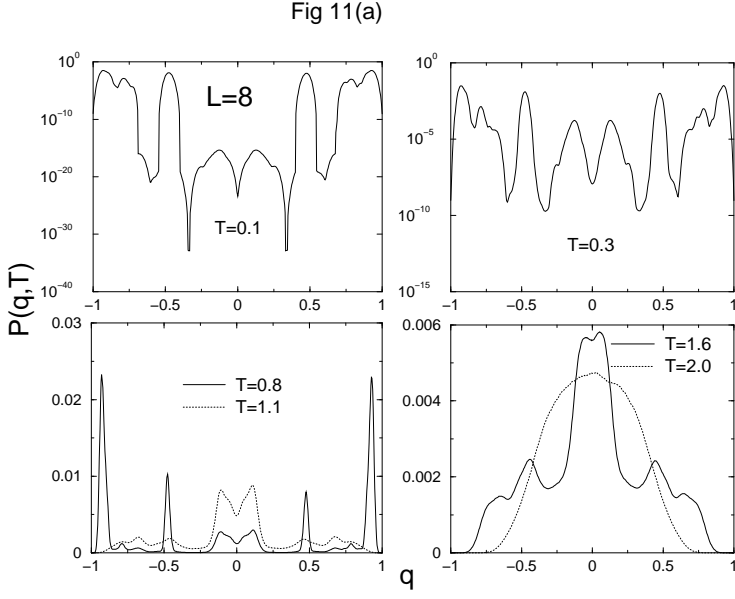 Fig 11(a)
10^0
10^−10
10^−20
10^−30
10^−40
L=8
T=0.1
−1 −0.5 0 0.5 1
10^0
10^−5
10^−10
10^−15
T=0.3
−1 −0.5 0 0.5 1
P(q,T)
0.03
0.02
0.01
0
T=0.8
T=1.1
−1 −0.5 0 0.5 1
0.006
0.004
0.002
0
T=1.6
T=2.0
−1 −0.5 0 0.5 1
q